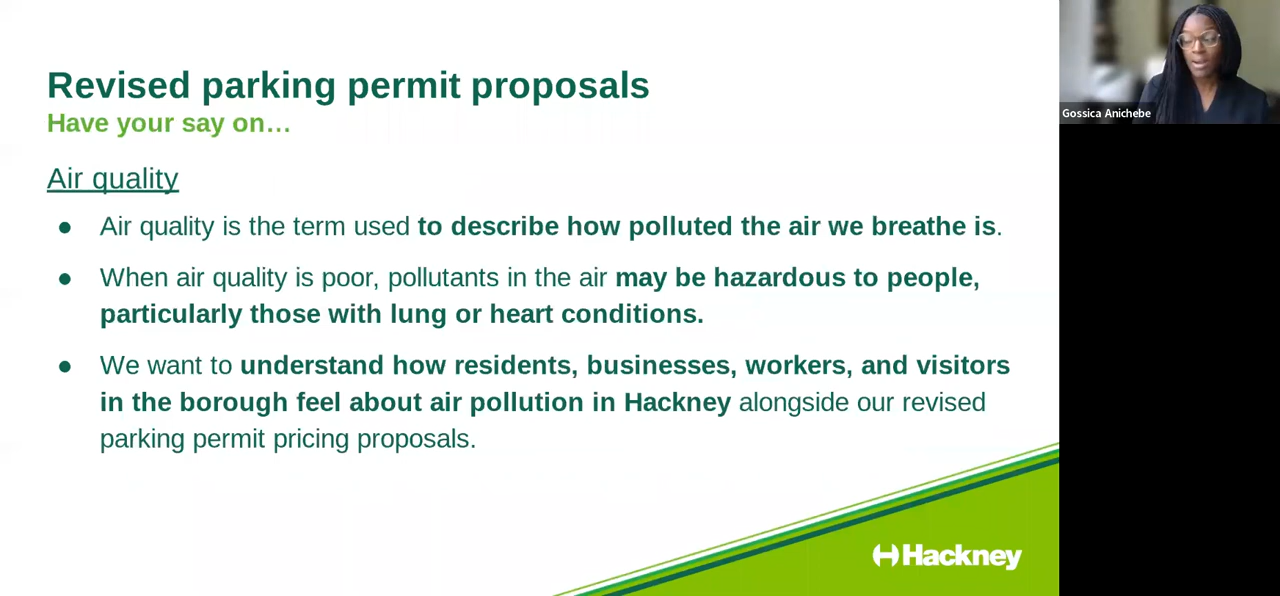 Revised parking permit proposals
Have your say on…
Air quality
● Air quality is the term used to describe how polluted the air we breathe is.
● When air quality is poor, pollutants in the air may be hazardous to people,
particularly those with lung or heart conditions.
● We want to understand how residents, businesses, workers, and visitors
in the borough feel about air pollution in Hackney alongside our revised
parking permit pricing proposals.
Hackney
Gossica Anichebe